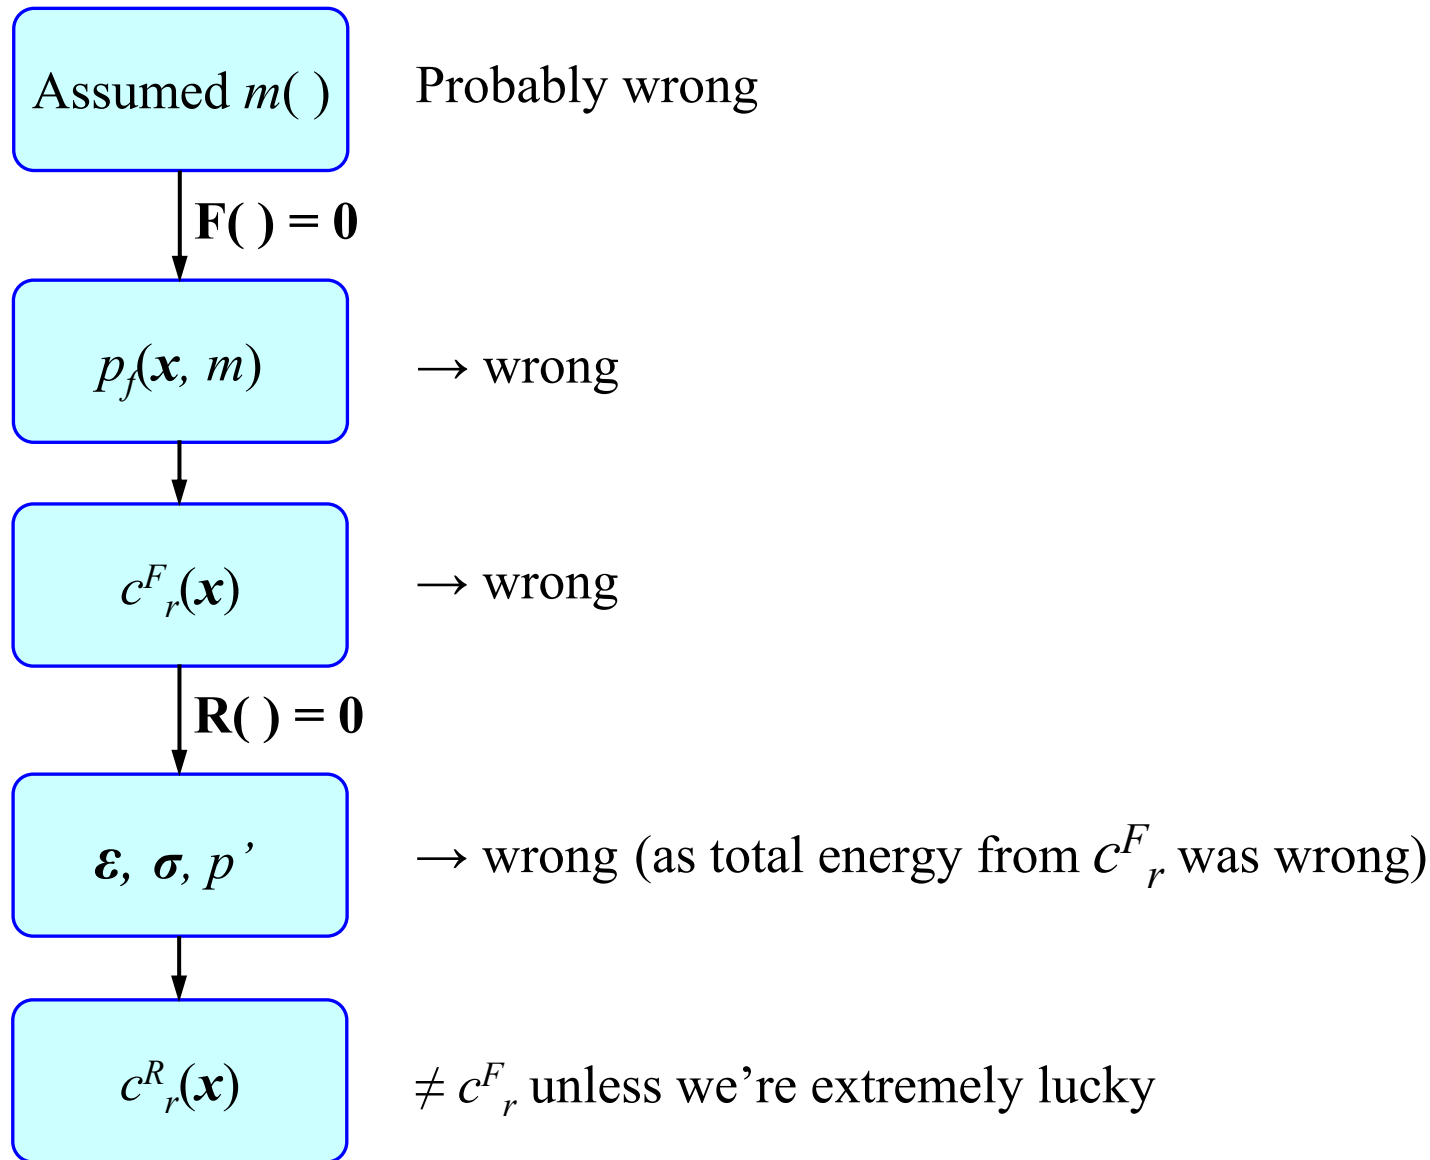 Assumed m( )
Probably wrong
F( ) = 0
p_f(x, m)
→ wrong
c^F_r(x)
→ wrong
R( ) = 0
ε, σ, p’
→ wrong (as total energy from c^F_r was wrong)
c^R_r(x)
≠ c^F_r unless we’re extremely lucky